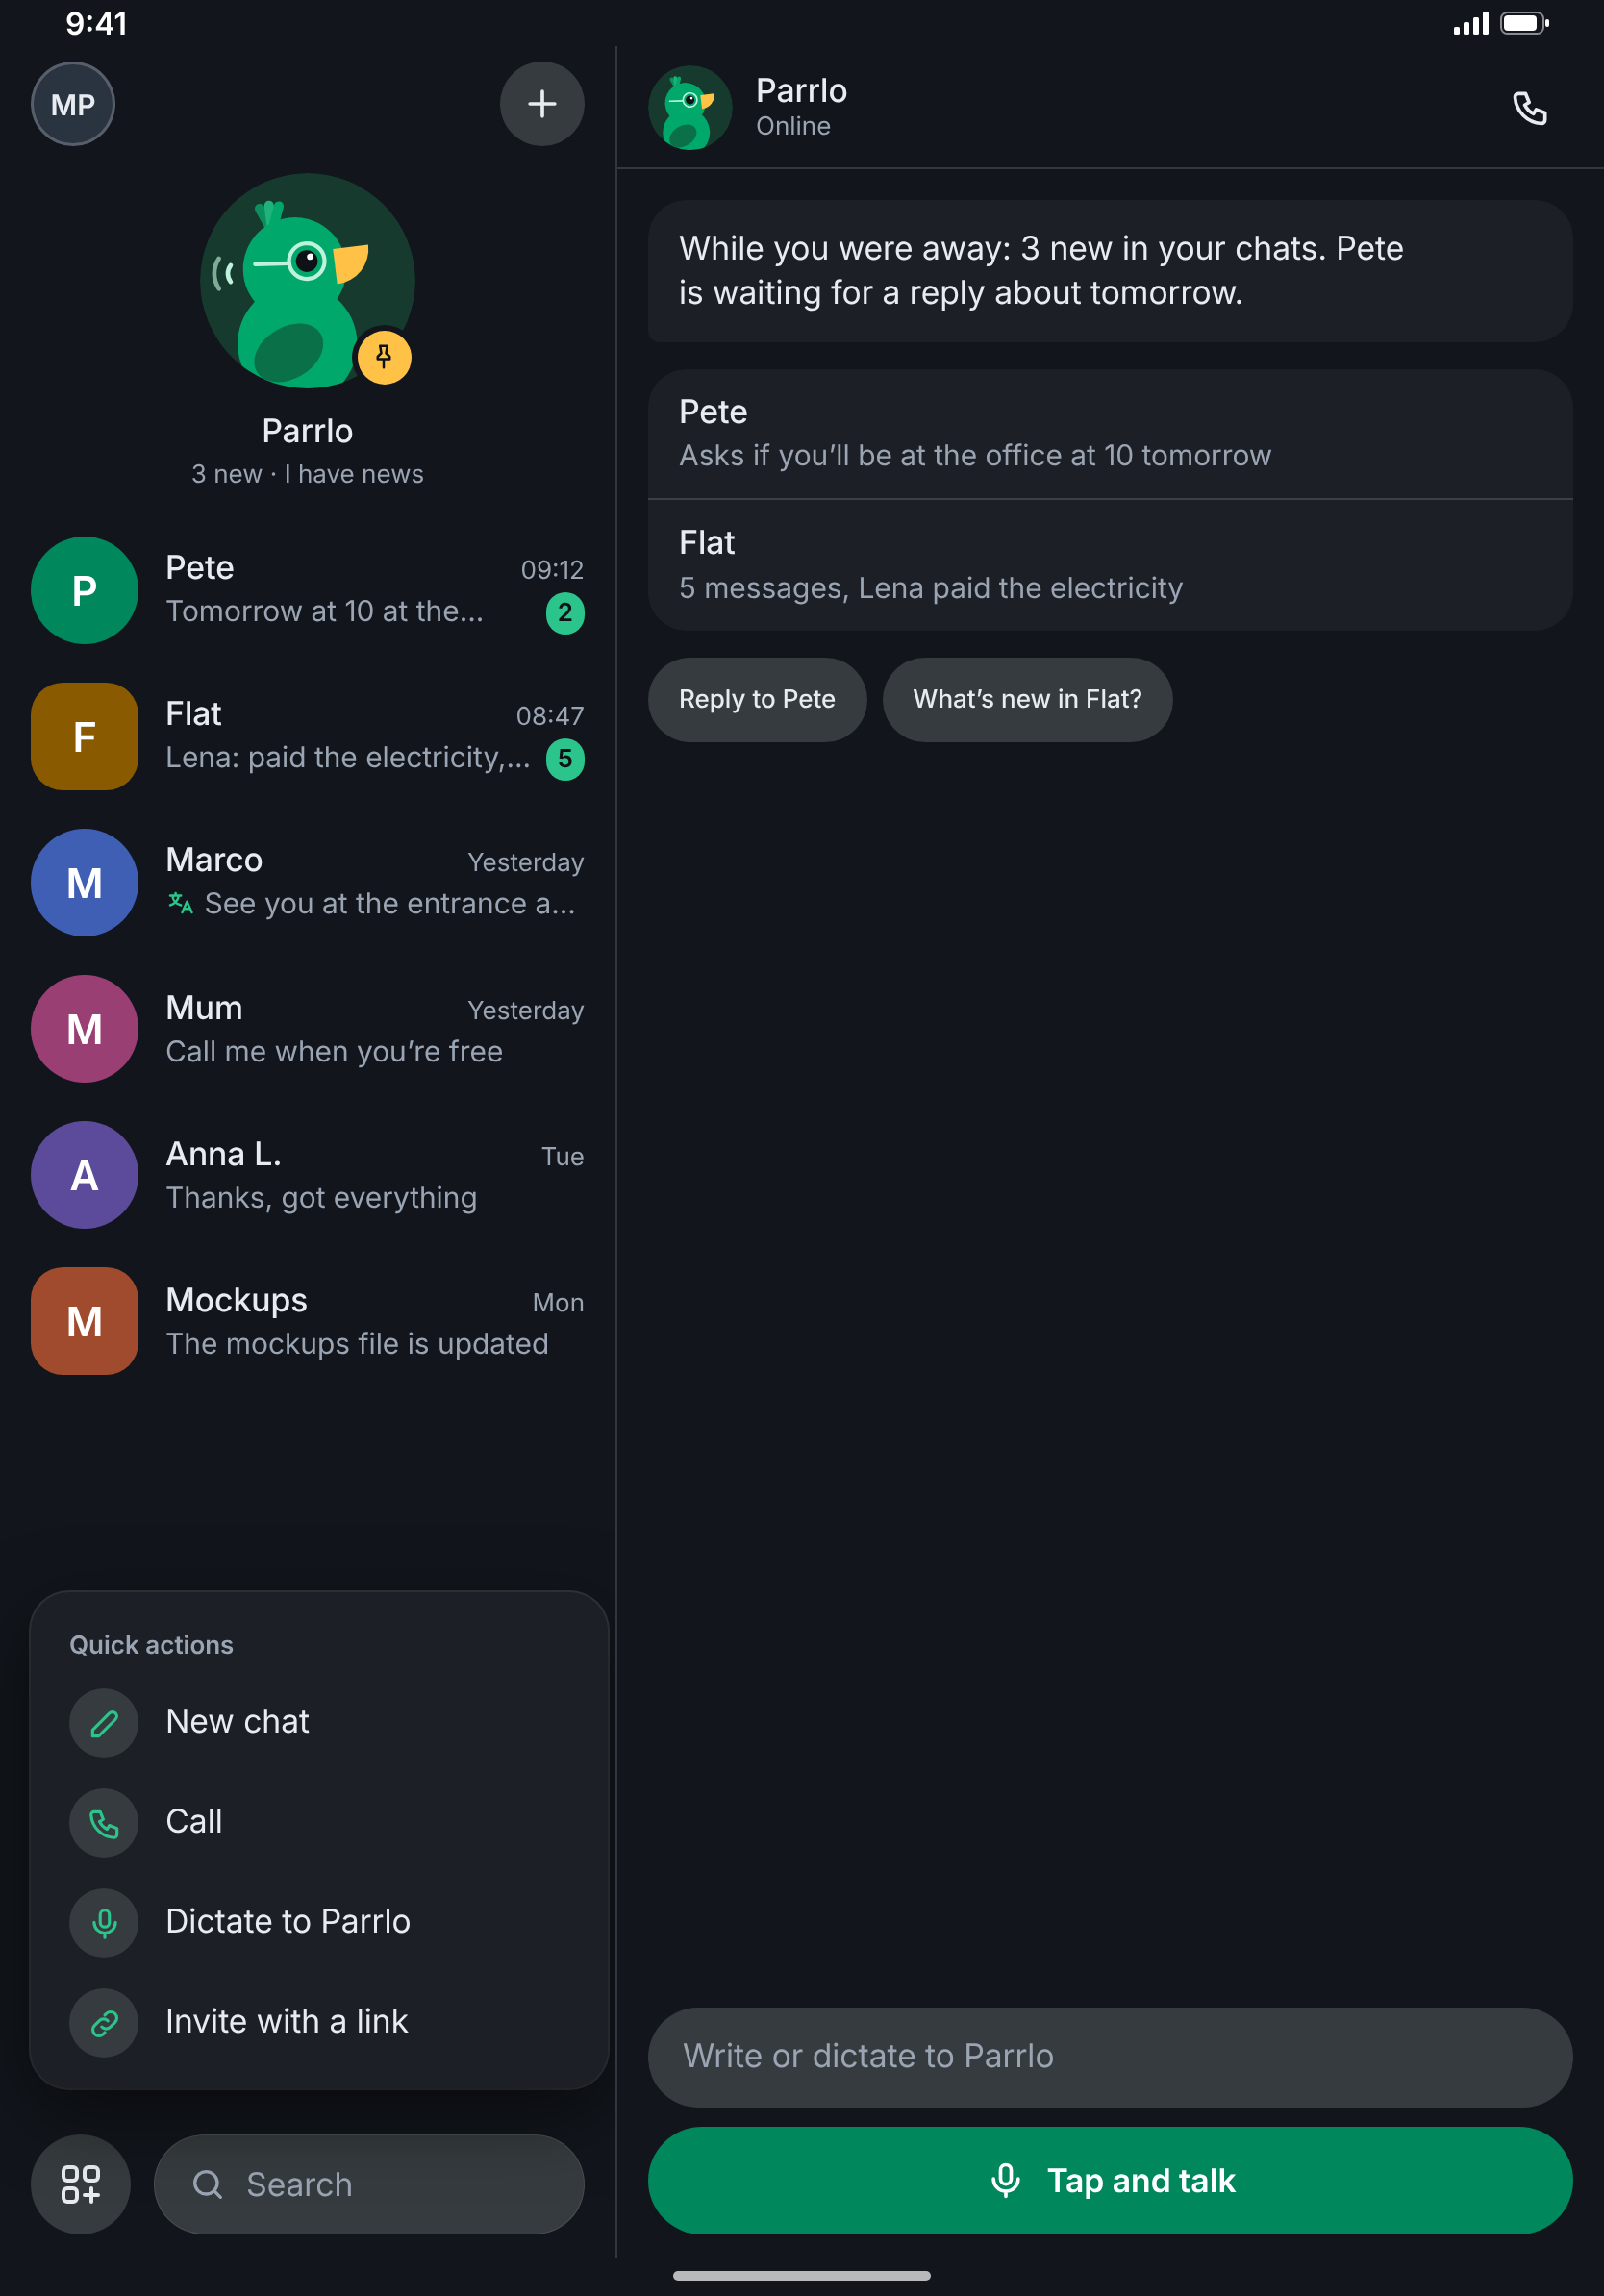 9:41
MP
Parrlo
3 new · I have news
Pete
09:12
Tomorrow at 10 at the...
2
Flat
08:47
Lena: paid the electricity,...
5
Marco
Yesterday
See you at the entrance a...
Mum
Yesterday
Call me when you’re free
Anna L.
Tue
Thanks, got everything
Mockups
Mon
The mockups file is updated
P
F
M
M
A
M
Quick actions
New chat
Call
Dictate to Parrlo
Invite with a link
Search
Parrlo
Online
While you were away: 3 new in your chats. Pete
is waiting for a reply about tomorrow.
Pete
Asks if you’ll be at the office at 10 tomorrow
Flat
5 messages, Lena paid the electricity
Reply to Pete
What’s new in Flat?
Write or dictate to Parrlo
Tap and talk